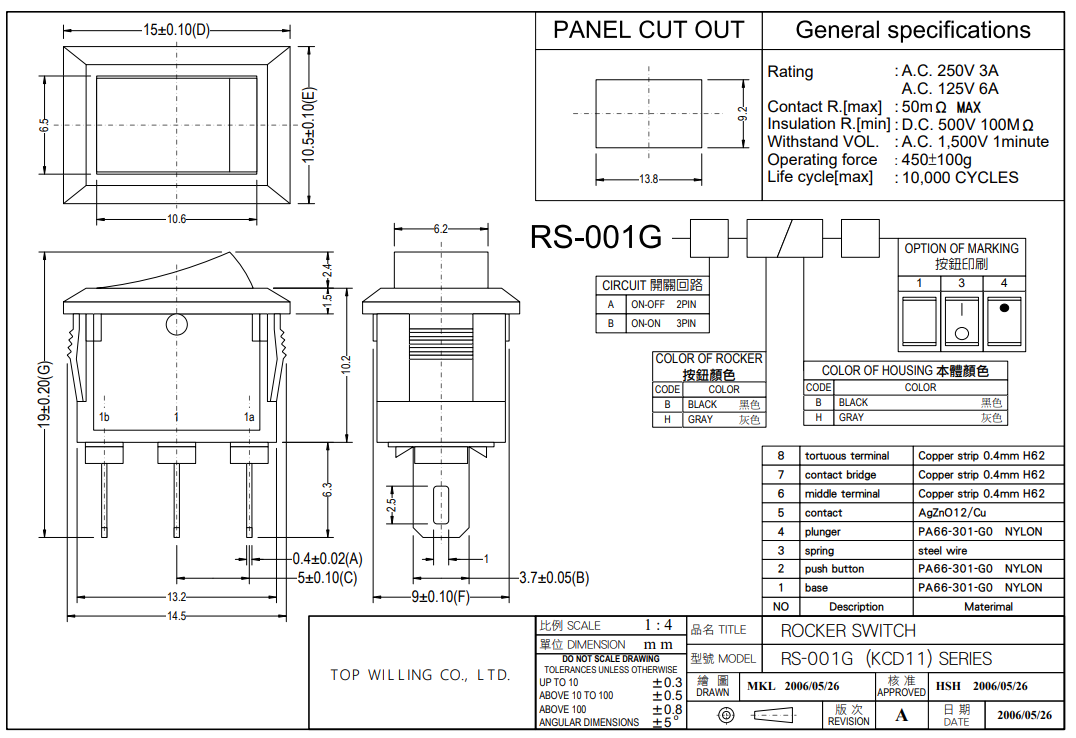 15±0.10(D)
6.5
10.5±0.10(E)
10.6
PANEL CUT OUT
9.2
13.8
General specifications
Rating : A.C. 250V 3A
A.C. 125V 6A
Contact R.[max] : 50mΩ MAX
Insulation R.[min] : D.C. 500V 100MΩ
Withstand VOL. : A.C. 1,500V 1minute
Operating force : 450±100g
Life cycle[max] : 10,000 CYCLES
RS-001G
CIRCUIT 開關回路
A ON-OFF 2PIN
B ON-ON 3PIN
OPTION OF MARKING
按鈕印刷
1 3 4
COLOR OF ROCKER
按鈕顏色
CODE COLOR
B BLACK 黑色
H GRAY 灰色
COLOR OF HOUSING 本體顏色
CODE COLOR
B BLACK 黑色
H GRAY 灰色
2.4
1.5
19±0.20(G)
10.2
1b 1 1a
6.3
0.4±0.02(A)
5±0.10(C)
13.2
14.5
6.2
2.5
1
3.7±0.05(B)
9±0.10(F)
8 tortuous terminal Copper strip 0.4mm H62
7 contact bridge Copper strip 0.4mm H62
6 middle terminal Copper strip 0.4mm H62
5 contact AgZnO12/Cu
4 plunger PA66-301-G0 NYLON
3 spring steel wire
2 push button PA66-301-G0 NYLON
1 base PA66-301-G0 NYLON
NO Description Materimal
TOP WILLING CO., LTD.
比例 SCALE 1 : 4
單位 DIMENSION m m
DO NOT SCALE DRAWING
TOLERANCES UNLESS OTHERWISE
UP TO 10 ±0.3
ABOVE 10 TO 100 ±0.5
ABOVE 100 ±0.8
ANGULAR DIMENSIONS ±5°
品名 TITLE ROCKER SWITCH
型號 MODEL RS-001G (KCD11) SERIES
繪圖 DRAWN MKL 2006/05/26
核准 APPROVED HSH 2006/05/26
版次 REVISION A
日期 DATE 2006/05/26